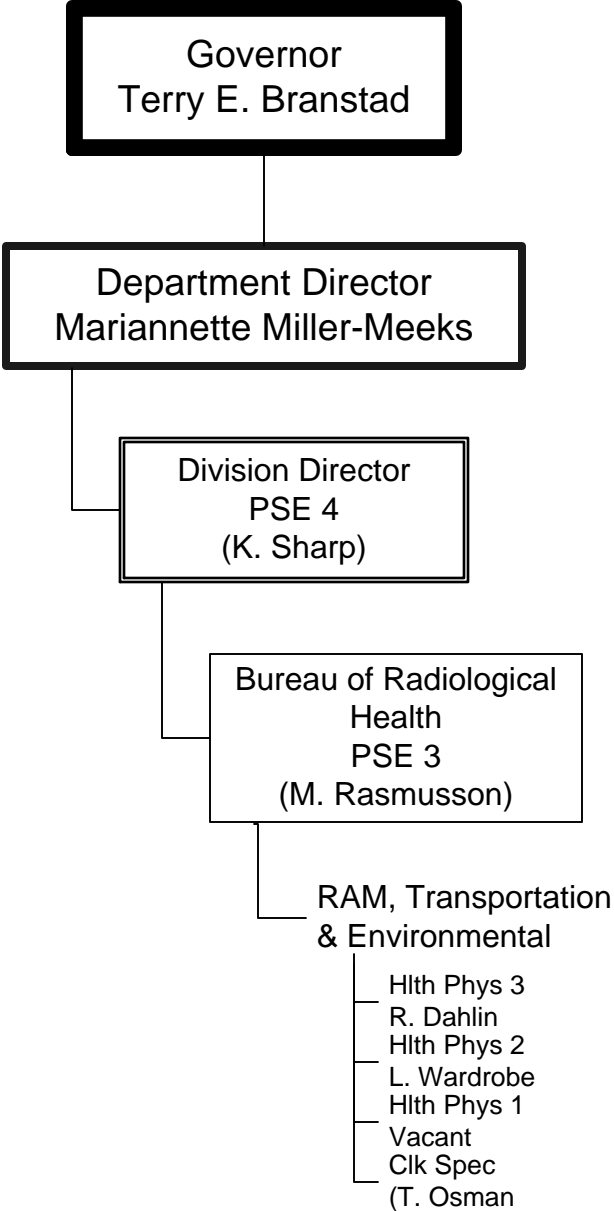 Governor
Terry E. Branstad
Department Director
Mariannette Miller-Meeks
Division Director
PSE 4
(K. Sharp)
Bureau of Radiological
Health
PSE 3
(M. Rasmusson)
RAM, Transportation
& Environmental
Hlth Phys 3
R. Dahlin
Hlth Phys 2
L. Wardrobe
Hlth Phys 1
Vacant
Clk Spec
(T. Osman